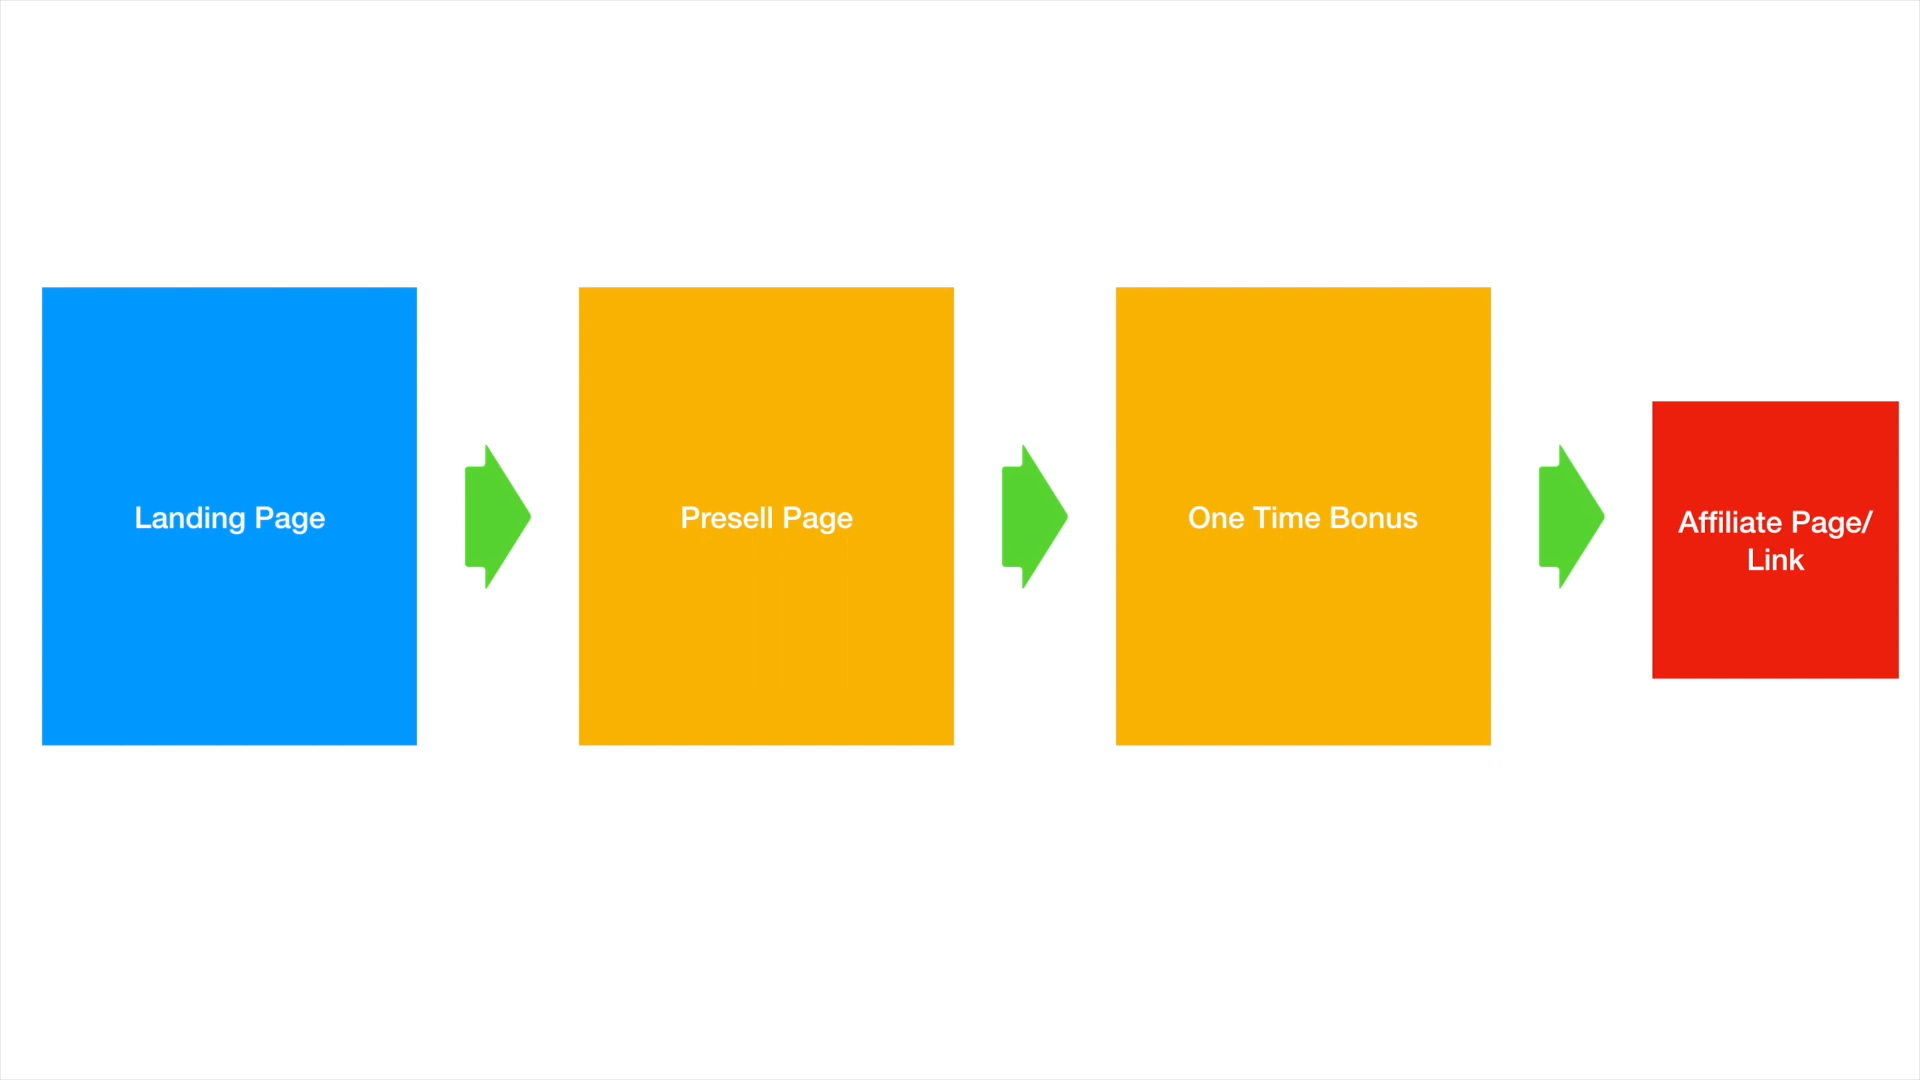 Landing Page
Presell Page
One Time Bonus
Affiliate Page/
Link